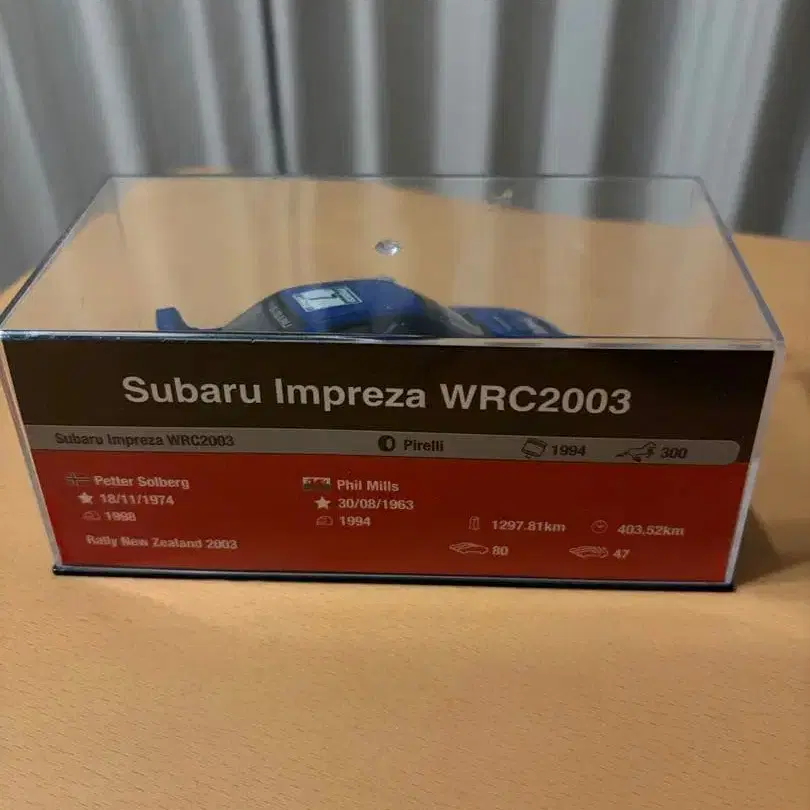 Subaru Impreza WRC2003
Subaru Impreza WRC2003 Pirelli 1994 300
Petter Solberg Phil Mills
18/11/1974 30/08/1963
1998 1994 1297.81km 403.52km
Rally New Zealand 2003 80 47